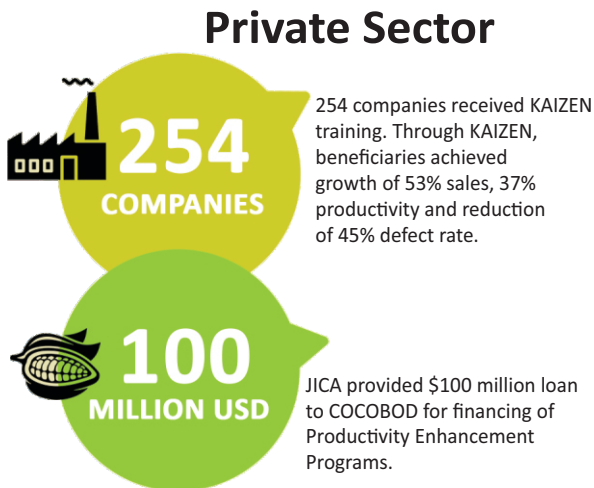 Private Sector
254
COMPANIES
254 companies received KAIZEN
training. Through KAIZEN,
beneficiaries achieved
growth of 53% sales, 37%
productivity and reduction
of 45% defect rate.
100
MILLION USD
JICA provided $100 million loan
to COCOBOD for financing of
Productivity Enhancement
Programs.